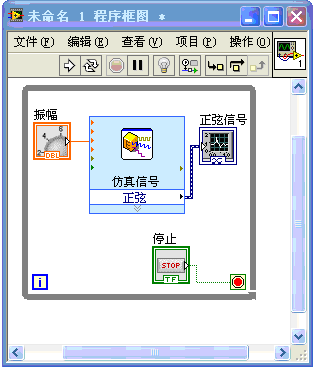 未命名 1 程序框图 *
文件(F) 编辑(E) 查看(V) 项目(P) 操作(O)
1
振幅
2 4 6
DBL
仿真信号
正弦
正弦信号
停止
STOP
TF
i